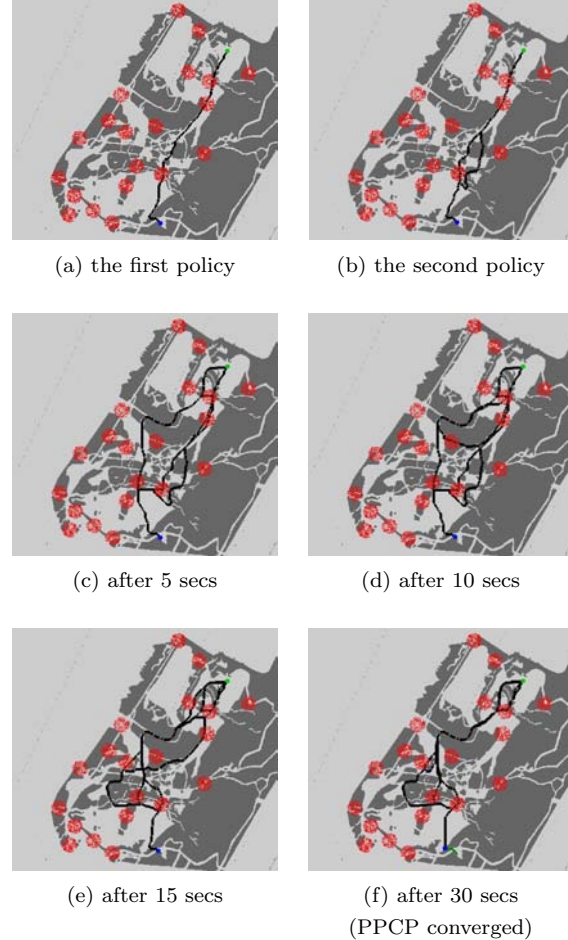 (a) the first policy
(b) the second policy
(c) after 5 secs
(d) after 10 secs
(e) after 15 secs
(f) after 30 secs
(PPCP converged)